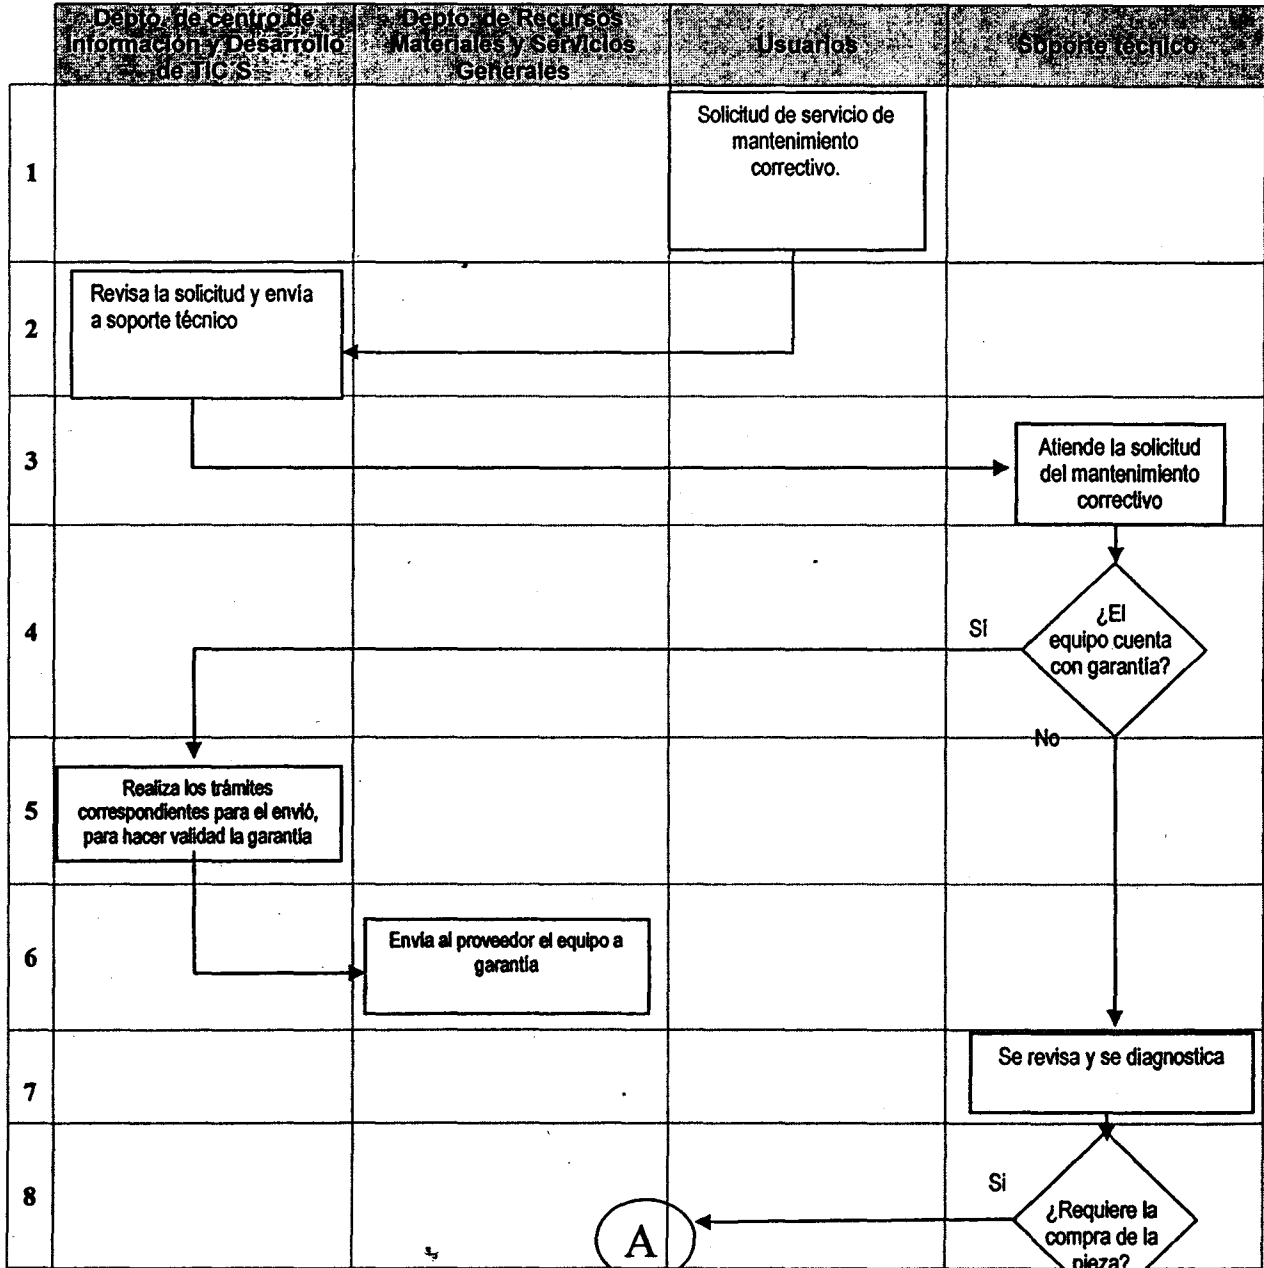 Depto. de centro de
Información y Desarrollo
de TIC'S
Depto. de Recursos
Materiales y Servicios
Generales
Usuarios
Soporte técnico
1
Solicitud de servicio de
mantenimiento
correctivo.
2
Revisa la solicitud y envía
a soporte técnico
3
Atiende la solicitud
del mantenimiento
correctivo
4
Sí
¿El
equipo cuenta
con garantía?
No
5
Realiza los trámites
correspondientes para el envió,
para hacer validad la garantía
6
Envía al proveedor el equipo a
garantía
7
Se revisa y se diagnostica
8
Si
¿Requiere la
compra de la
pieza?
A